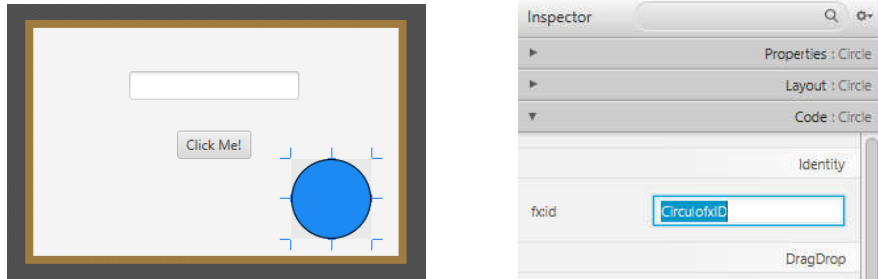 Click Me!
Inspector
Properties : Circle
Layout : Circle
Code : Circle
Identity
fx:id
CirculofxID
DragDrop